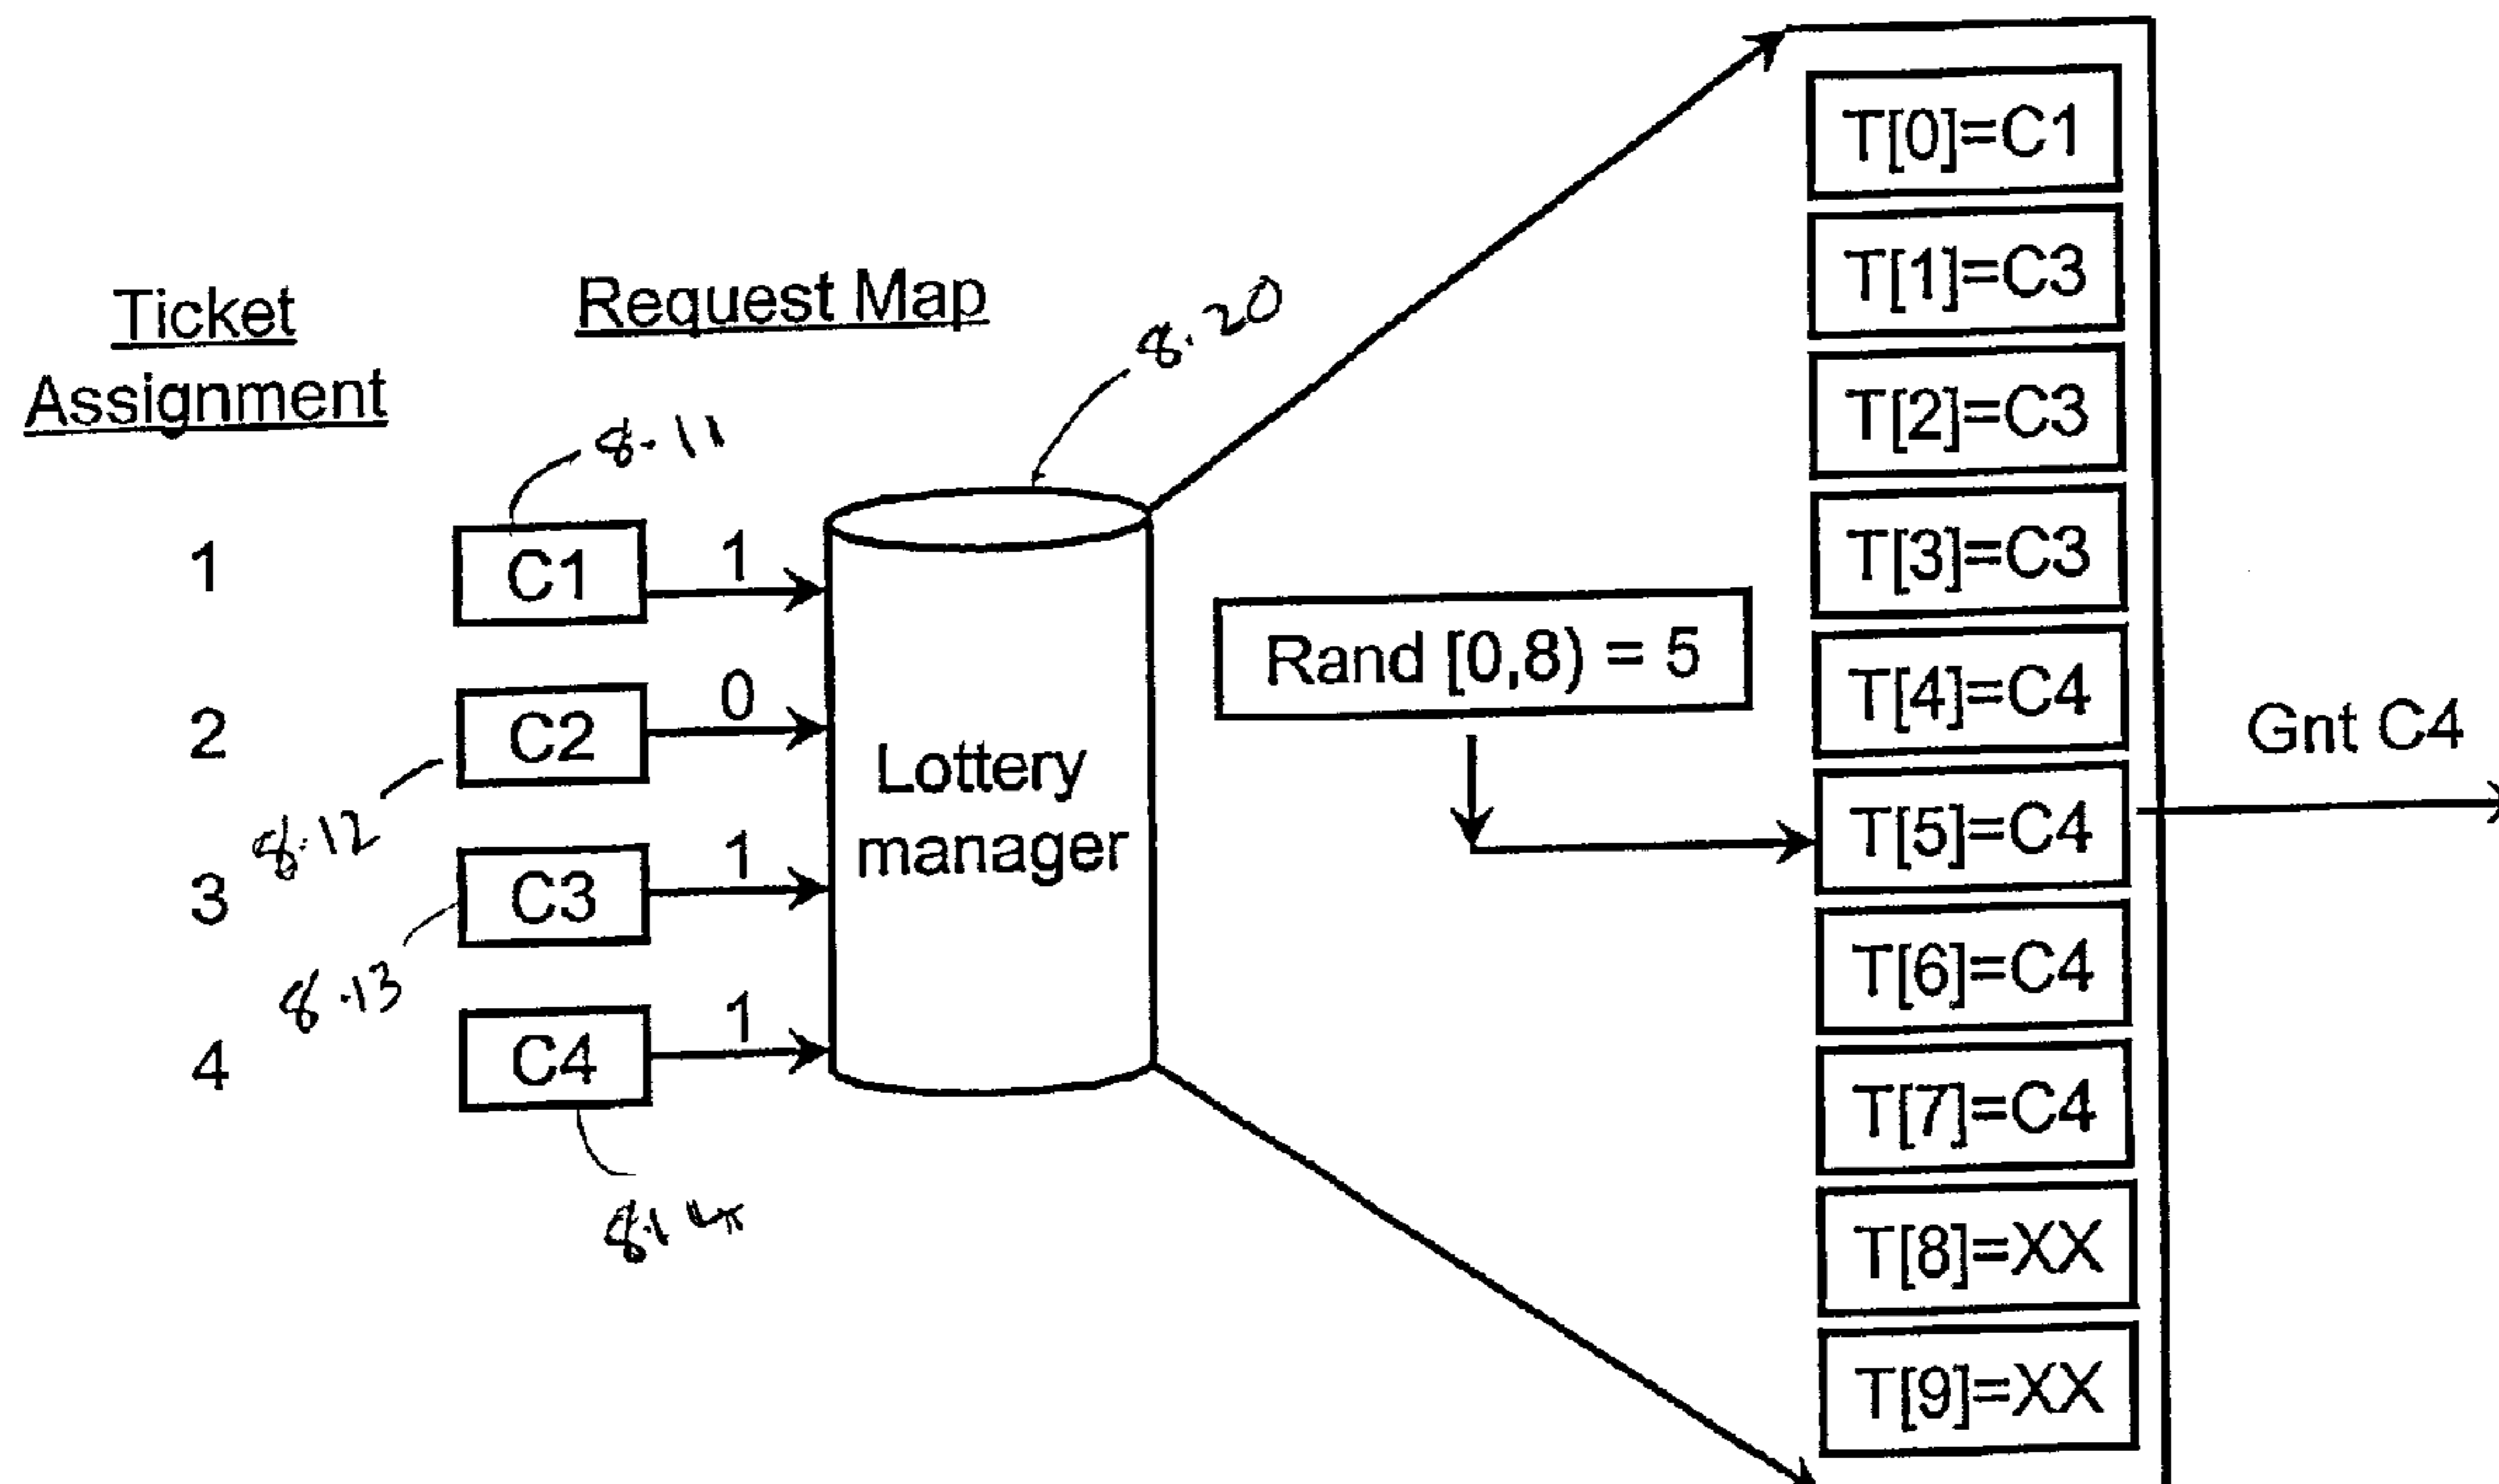 Ticket
Assignment
Request Map
8.20
8.11
1
C1
1
2
C2
0
8.12
3
C3
1
8.13
4
C4
1
8.14
Lottery
manager
Rand [0,8) = 5
T[0]=C1
T[1]=C3
T[2]=C3
T[3]=C3
T[4]=C4
T[5]=C4
T[6]=C4
T[7]=C4
T[8]=XX
T[9]=XX
Gnt C4